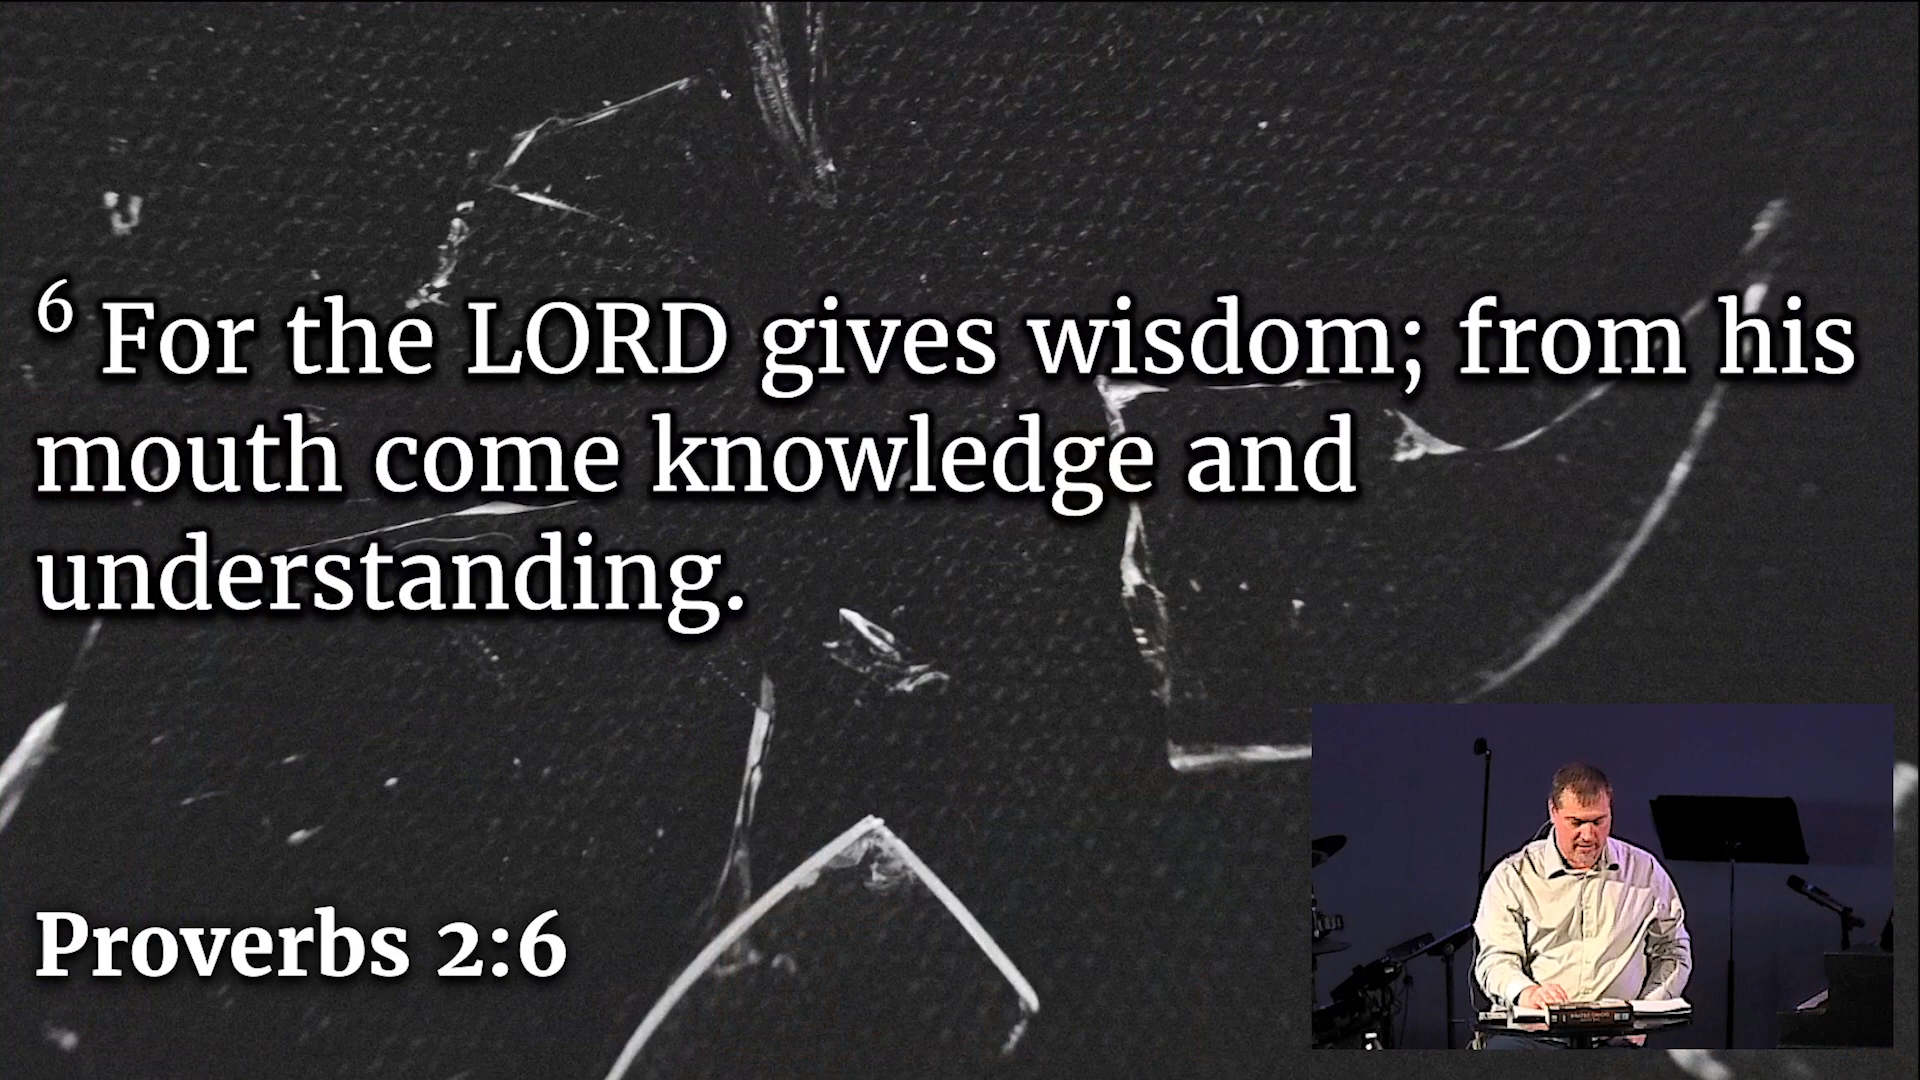 6 For the LORD gives wisdom; from his
mouth come knowledge and
understanding.
Proverbs 2:6